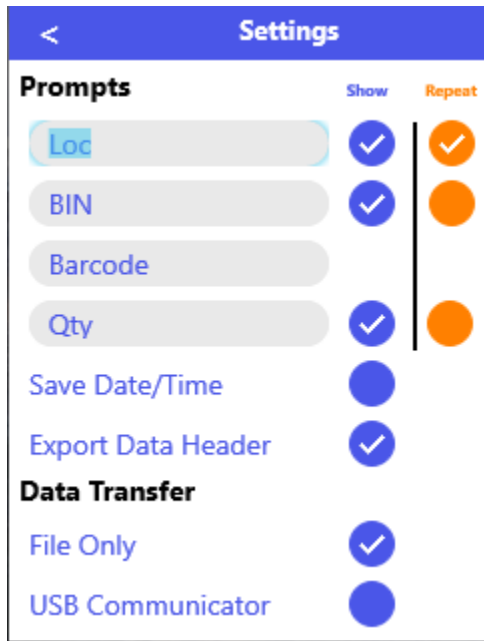 < Settings
Prompts Show Repeat
Loc
BIN
Barcode
Qty
Save Date/Time
Export Data Header
Data Transfer
File Only
USB Communicator